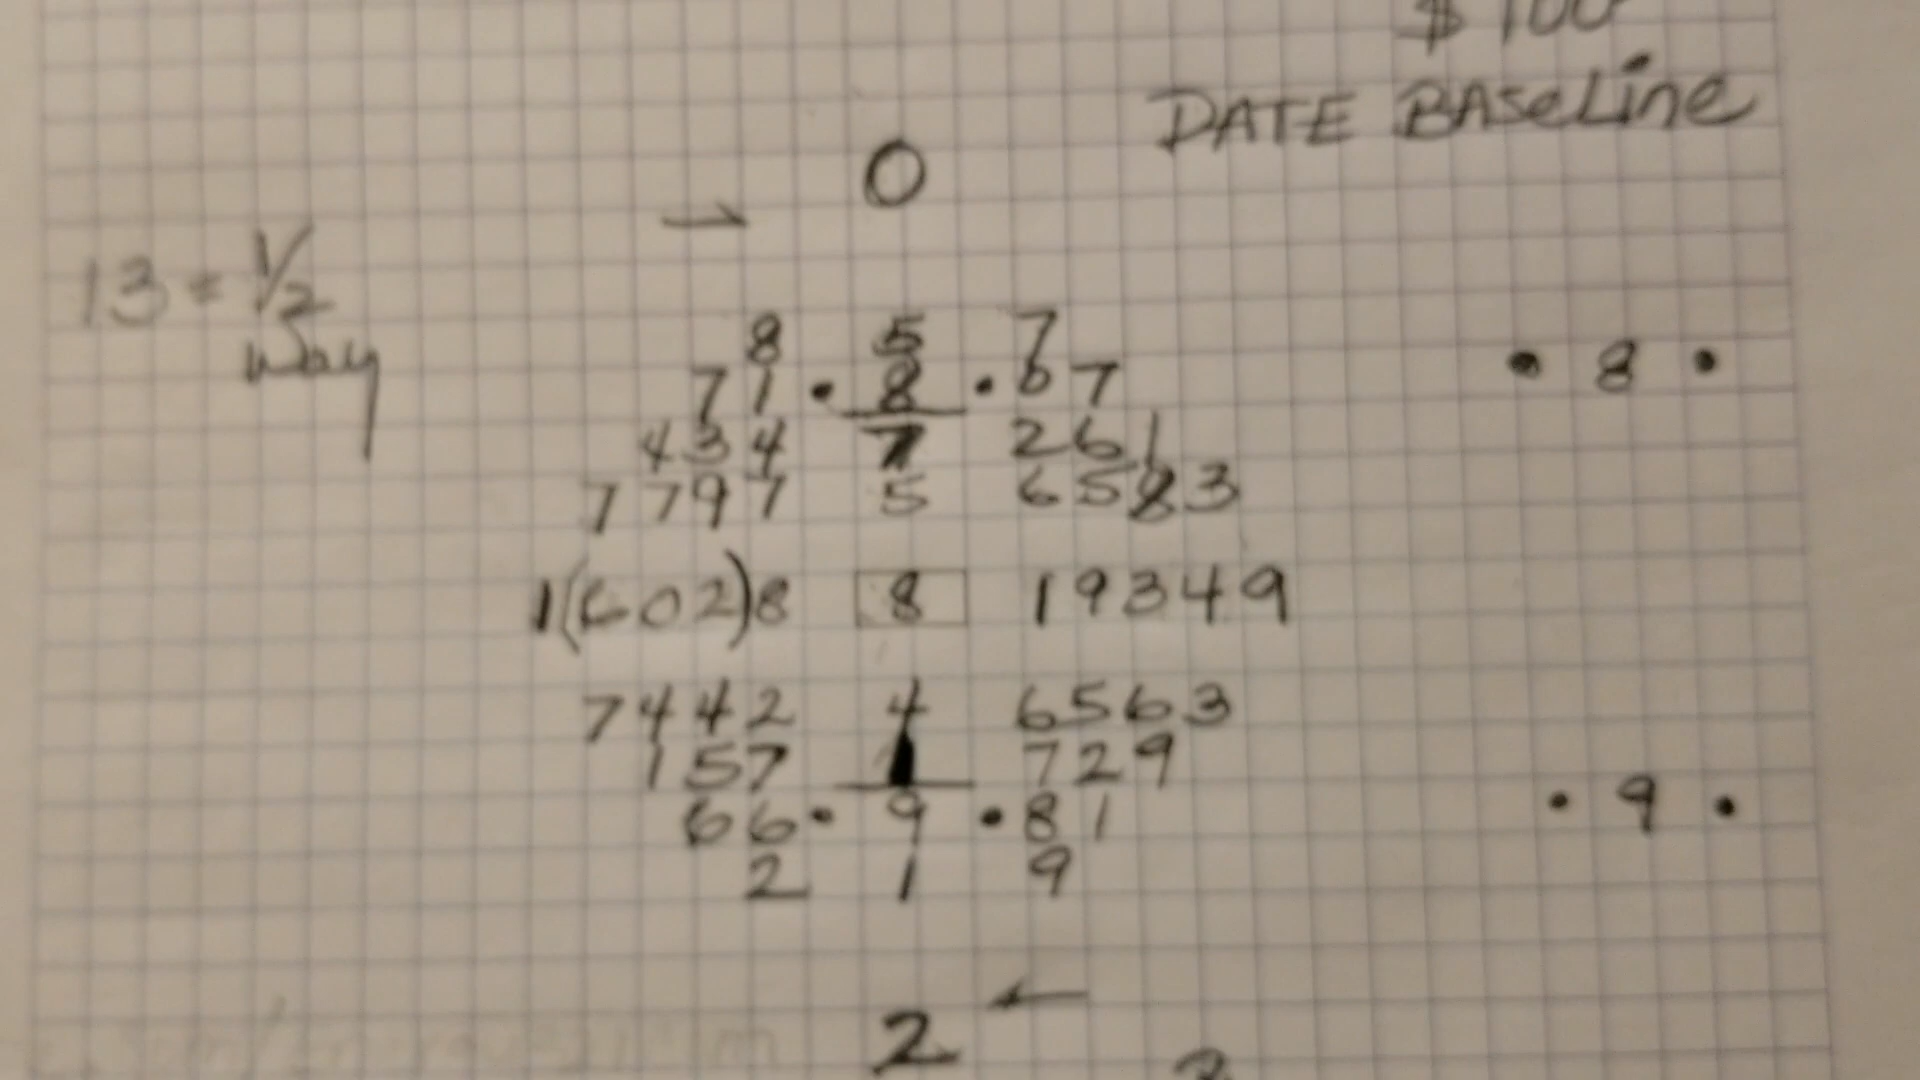 $100
DATE BASeLine
0
13 = 1/2
Way
8 5 7
71 • 8 • 67
• 8 •
434 7 261
7797 5 6583
1(602)8 8 19349
7442 4 6563
157 1 729
66 • 9 • 81
• 9 •
2 1 9
2